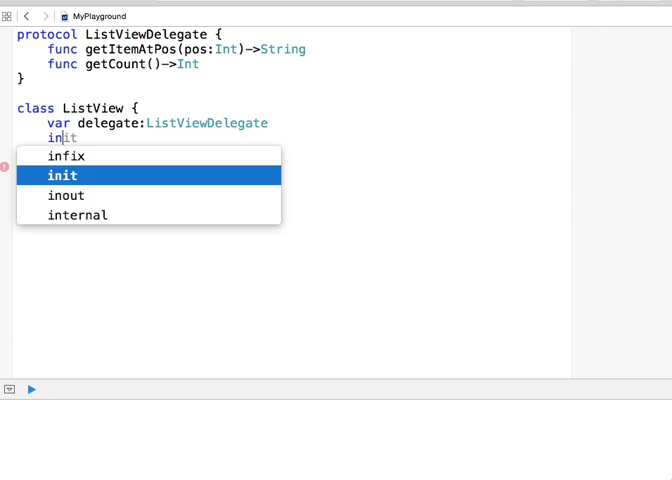 MyPlayground
protocol ListViewDelegate {
func getItemAtPos(pos:Int)->String
func getCount()->Int
}
class ListView {
var delegate:ListViewDelegate
init
infix
init
inout
internal